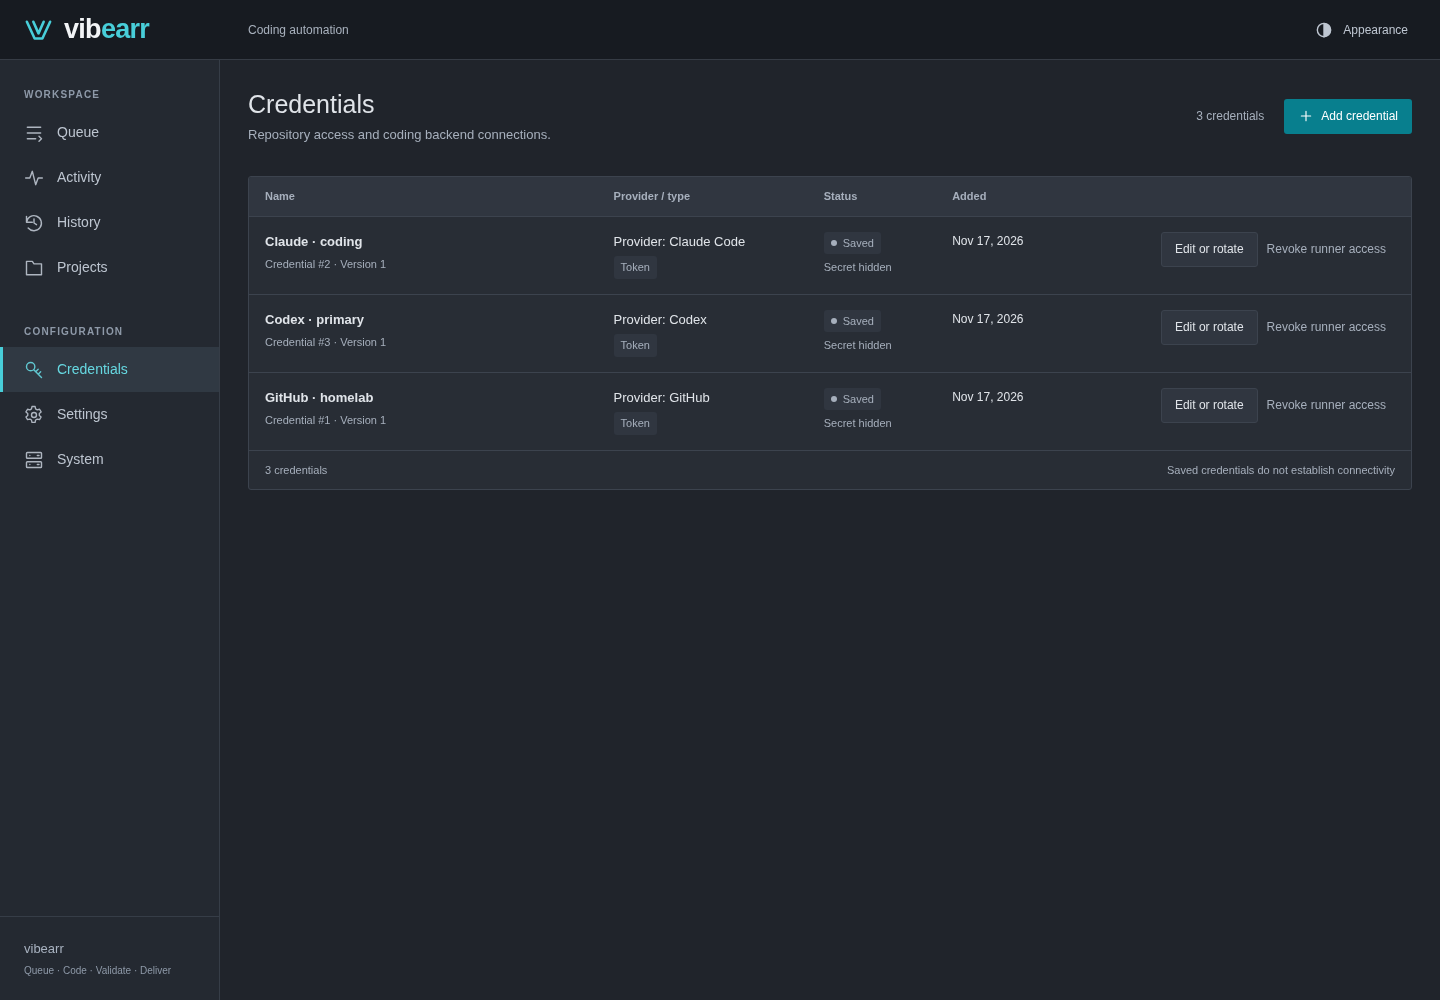 vibearr
Coding automation
Appearance
WORKSPACE
Queue
Activity
History
Projects
CONFIGURATION
Credentials
Settings
System
vibearr
Queue · Code · Validate · Deliver
Credentials
Repository access and coding backend connections.
3 credentials
Add credential
Name Provider / type Status Added
Claude · coding Provider: Claude Code Saved Nov 17, 2026 Edit or rotate Revoke runner access
Credential #2 · Version 1 Token Secret hidden
Codex · primary Provider: Codex Saved Nov 17, 2026 Edit or rotate Revoke runner access
Credential #3 · Version 1 Token Secret hidden
GitHub · homelab Provider: GitHub Saved Nov 17, 2026 Edit or rotate Revoke runner access
Credential #1 · Version 1 Token Secret hidden
3 credentials Saved credentials do not establish connectivity